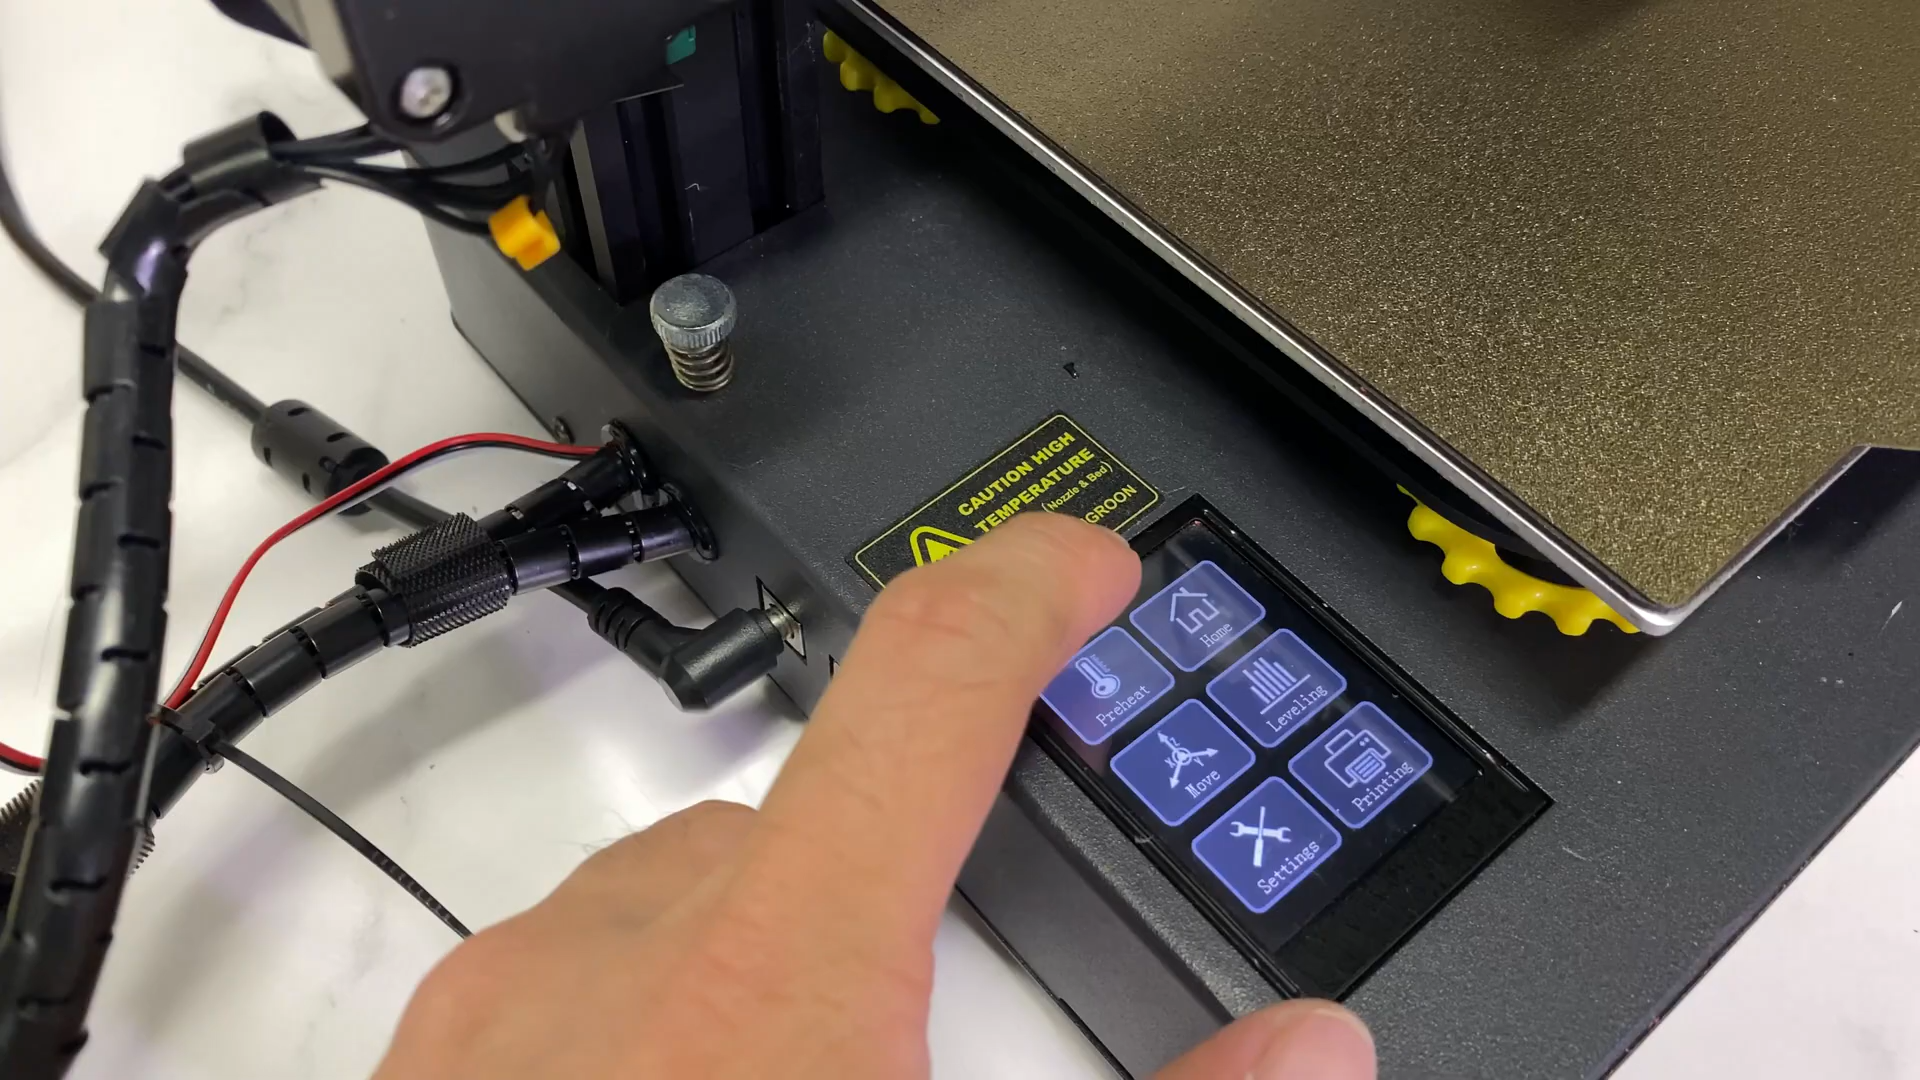 CAUTION HIGH
TEMPERATURE
(Nozzle & Bed)
GROON
Home
Preheat
Leveling
Move
Printing
Settings